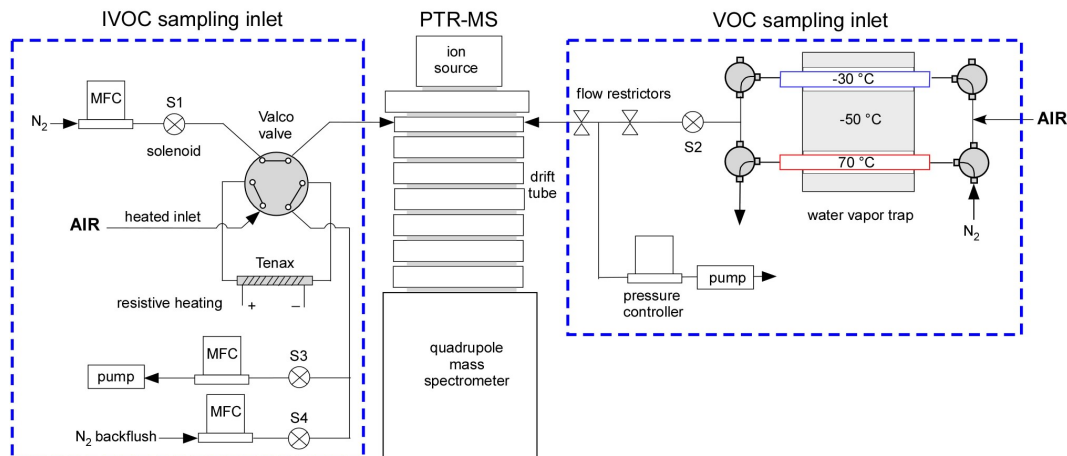 IVOC sampling inlet
PTR-MS
VOC sampling inlet
ion
source
MFC
S1
N₂
solenoid
Valco
valve
AIR
heated inlet
Tenax
resistive heating
+
–
MFC
S3
pump
MFC
S4
N₂ backflush
drift
tube
quadrupole
mass
spectrometer
flow restrictors
S2
-30 °C
-50 °C
70 °C
AIR
water vapor trap
N₂
pump
pressure
controller